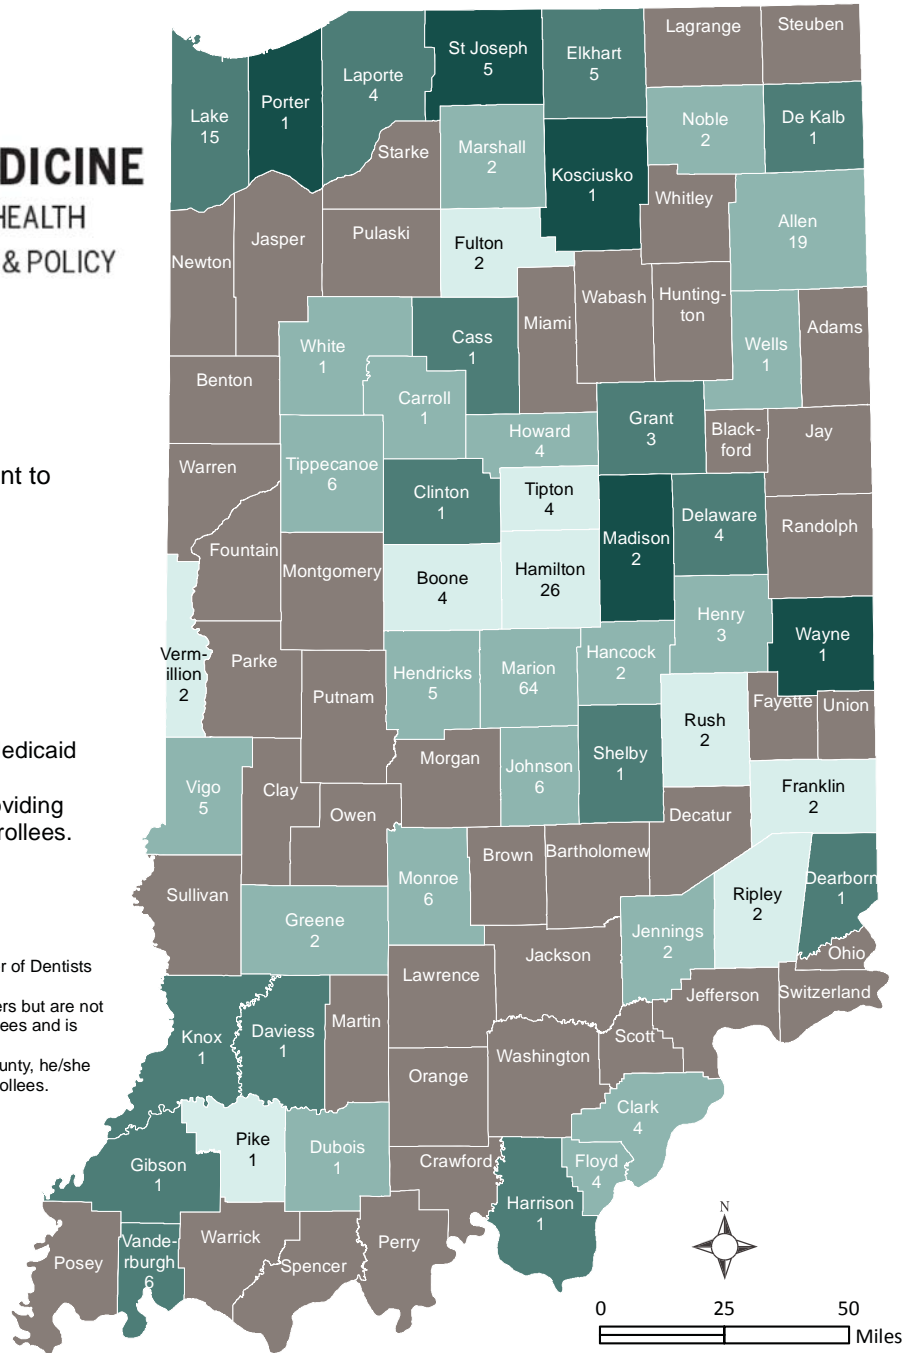 DICINE
HEALTH
& POLICY
nt to
edicaid
oviding
rollees.
r of Dentists
ers but are not
ees and is
unty, he/she
ollees.
Lagrange
Steuben
St Joseph
5
Elkhart
5
Laporte
4
Porter
1
Lake
15
Noble
2
De Kalb
1
Starke
Marshall
2
Kosciusko
1
Whitley
Allen
19
Newton
Jasper
Pulaski
Fulton
2
Miami
Wabash
Hunting-
ton
Wells
1
Adams
White
1
Cass
1
Benton
Carroll
1
Howard
4
Grant
3
Black-
ford
Jay
Warren
Tippecanoe
6
Clinton
1
Tipton
4
Madison
2
Delaware
4
Randolph
Fountain
Montgomery
Boone
4
Hamilton
26
Henry
3
Wayne
1
Verm-
illion
2
Parke
Putnam
Hendricks
5
Marion
64
Hancock
2
Rush
2
Fayette
Union
Vigo
5
Clay
Owen
Morgan
Johnson
6
Shelby
1
Decatur
Franklin
2
Sullivan
Greene
2
Monroe
6
Brown
Bartholomew
Jennings
2
Ripley
2
Dearborn
1
Ohio
Lawrence
Jackson
Jefferson
Switzerland
Knox
1
Daviess
1
Martin
Orange
Washington
Scott
Clark
4
Gibson
1
Pike
1
Dubois
1
Crawford
Floyd
4
Harrison
1
Posey
Vande-
rburgh
6
Warrick
Spencer
Perry
N
0 25 50
Miles